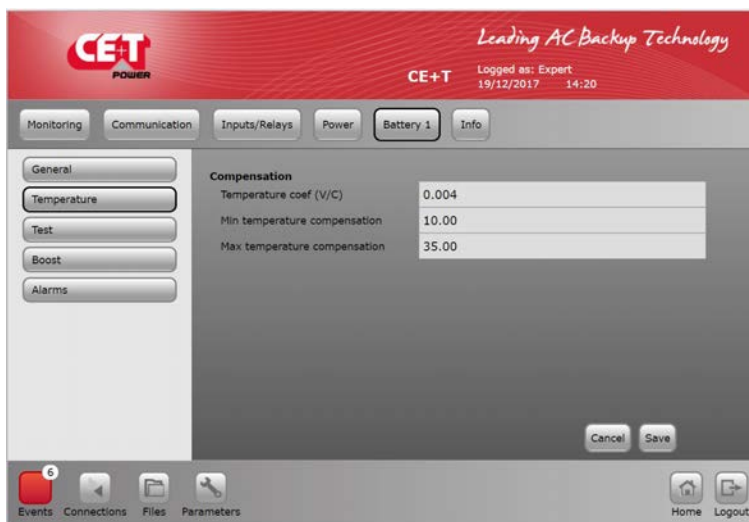 CE+T
POWER
Leading AC Backup Technology
CE+T
Logged as: Expert
19/12/2017 14:20
Monitoring Communication Inputs/Relays Power Battery 1 Info
General
Temperature
Test
Boost
Alarms
Compensation
Temperature coef (V/C) 0.004
Min temperature compensation 10.00
Max temperature compensation 35.00
Cancel Save
6
Events Connections Files Parameters Home Logout